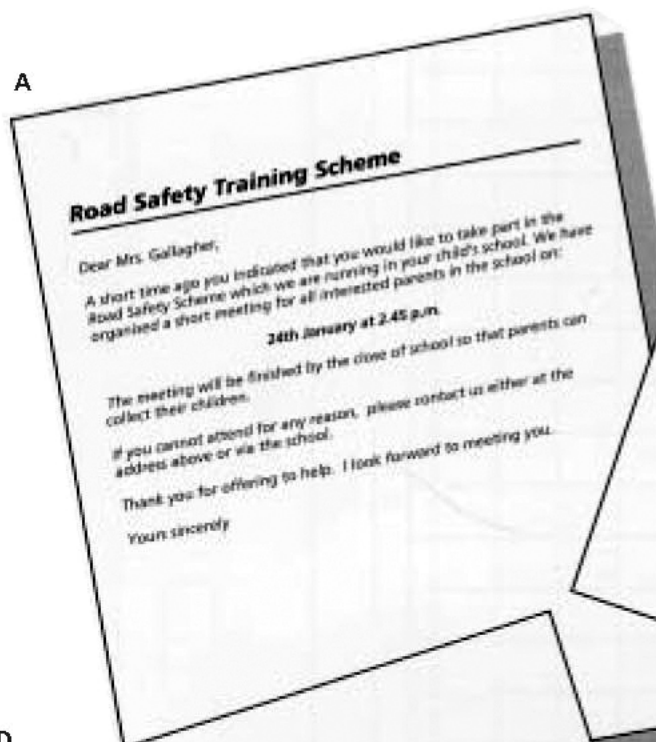 A
Road Safety Training Scheme
Dear Mrs. Gallagher,
A short time ago you indicated that you would like to take part in the
Road Safety Scheme which we are running in your child's school. We have
organised a short meeting for all interested parents in the school on:
24th January at 2.45 p.m.
The meeting will be finished by the close of school so that parents can
collect their children.
If you cannot attend for any reason, please contact us either at the
address above or via the school.
Thank you for offering to help. I look forward to meeting you.
Yours sincerely
D